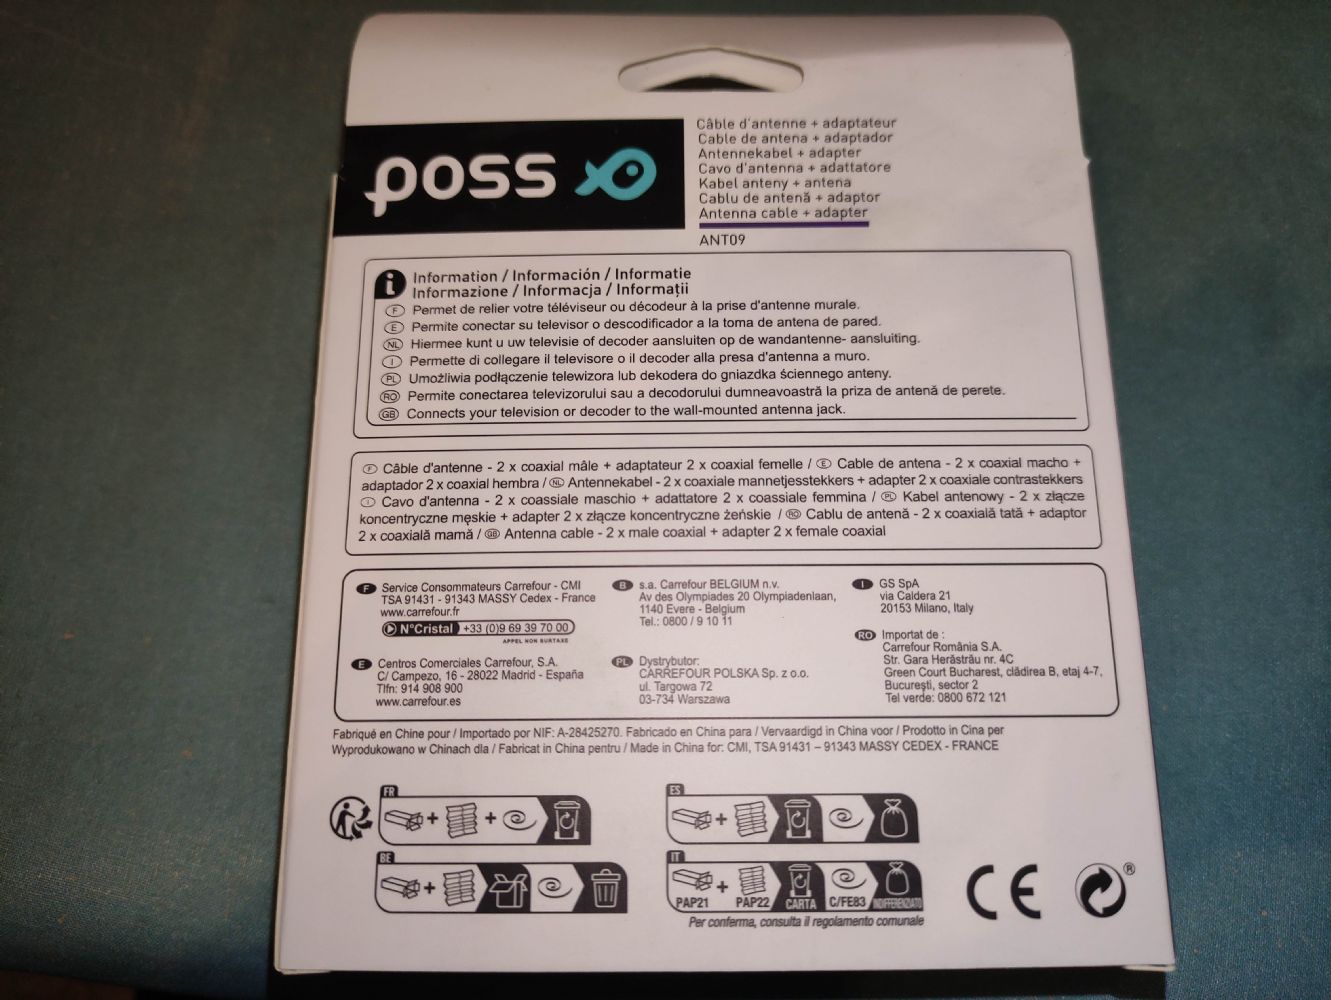 poss
Câble d'antenne + adaptateur
Cable de antena + adaptador
Antennekabel + adapter
Cavo d'antenna + adattatore
Kabel anteny + antena
Cablu de antenă + adaptor
Antenna cable + adapter
ANT09
i Information / Información / Informatie
Informazione / Informacja / Informații
F Permet de relier votre téléviseur ou décodeur à la prise d'antenne murale.
E Permite conectar su televisor o descodificador a la toma de antena de pared.
NL Hiermee kunt u uw televisie of decoder aansluiten op de wandantenne- aansluiting.
I Permette di collegare il televisore o il decoder alla presa d'antenna a muro.
PL Umożliwia podłączenie telewizora lub dekodera do gniazdka ściennego anteny.
RO Permite conectarea televizorului sau a decodorului dumneavoastră la priza de antenă de perete.
GB Connects your television or decoder to the wall-mounted antenna jack.
F Câble d'antenne - 2 x coaxial mâle + adaptateur 2 x coaxial femelle / E Cable de antena - 2 x coaxial macho +
adaptador 2 x coaxial hembra / NL Antennekabel - 2 x coaxiale mannetjesstekkers + adapter 2 x coaxiale contrastekkers
I Cavo d'antenna - 2 x coassiale maschio + adattatore 2 x coassiale femmina / PL Kabel antenowy - 2 x złącze
koncentryczne męskie + adapter 2 x złącze koncentryczne żeńskie / RO Cablu de antenă - 2 x coaxială tată + adaptor
2 x coaxială mamă / GB Antenna cable - 2 x male coaxial + adapter 2 x female coaxial
F Service Consommateurs Carrefour - CMI
TSA 91431 - 91343 MASSY Cedex - France
www.carrefour.fr
N°Cristal +33 (0)9 69 39 70 00
APPEL NON SURTAXE
E Centros Comerciales Carrefour, S.A.
C/ Campezo, 16 - 28022 Madrid - España
Tlfn: 914 908 900
www.carrefour.es
B s.a. Carrefour BELGIUM n.v.
Av des Olympiades 20 Olympiadenlaan,
1140 Evere - Belgium
Tel.: 0800 / 9 10 11
PL Dystrybutor:
CARREFOUR POLSKA Sp. z o.o.
ul. Targowa 72
03-734 Warszawa
I GS SpA
via Caldera 21
20153 Milano, Italy
RO Importat de :
Carrefour România S.A.
Str. Gara Herăstrău nr. 4C
Green Court Bucharest, clădirea B, etaj 4-7,
București, sector 2
Tel verde: 0800 672 121
Fabriqué en Chine pour / Importado por NIF: A-28425270. Fabricado en China para / Vervaardigd in China voor / Prodotto in Cina per
Wyprodukowano w Chinach dla / Fabricat in China pentru / Made in China for: CMI, TSA 91431 – 91343 MASSY CEDEX - FRANCE
FR
+ +
ES
+
BE
+
IT
+
PAP21 PAP22 CARTA C/FE83 INDIFFERENZIATO
Per conferma, consulta il regolamento comunale
CE
®